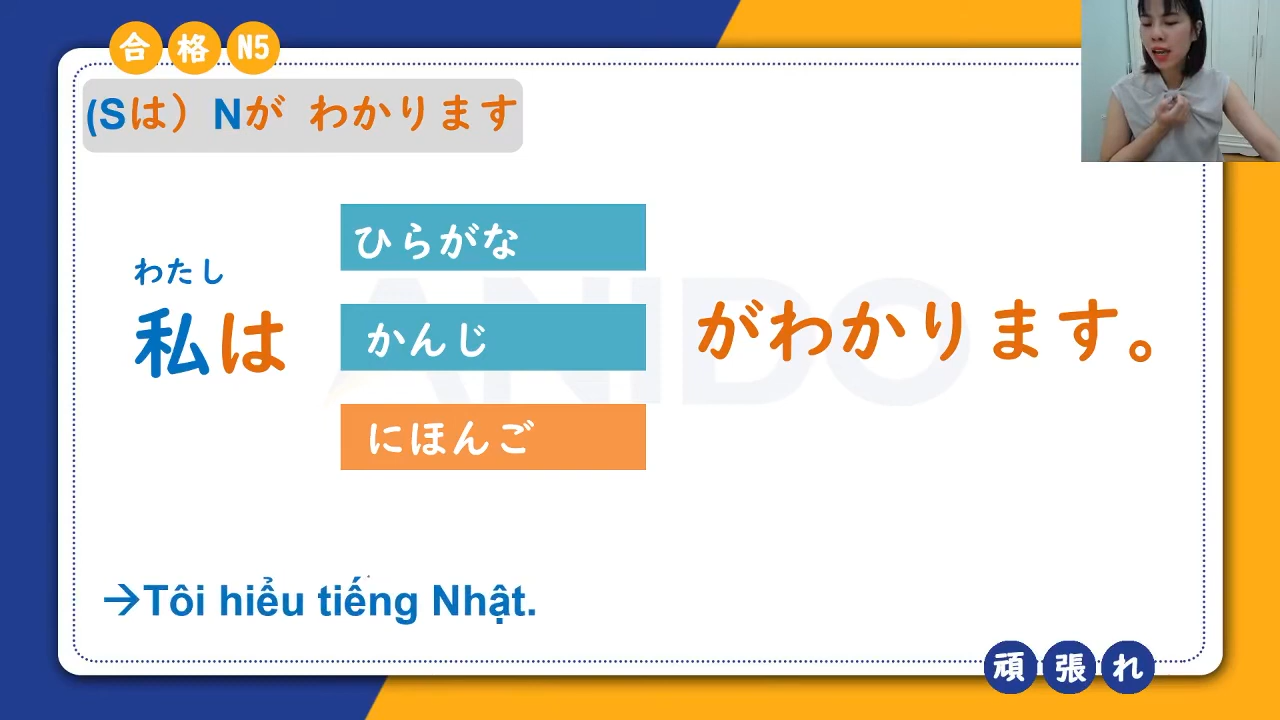 合格N5
(Sは）Nが わかります
わたし
私は
ひらがな
かんじ
にほんご
がわかります。
ANIDO
→Tôi hiểu tiếng Nhật.
頑張れ